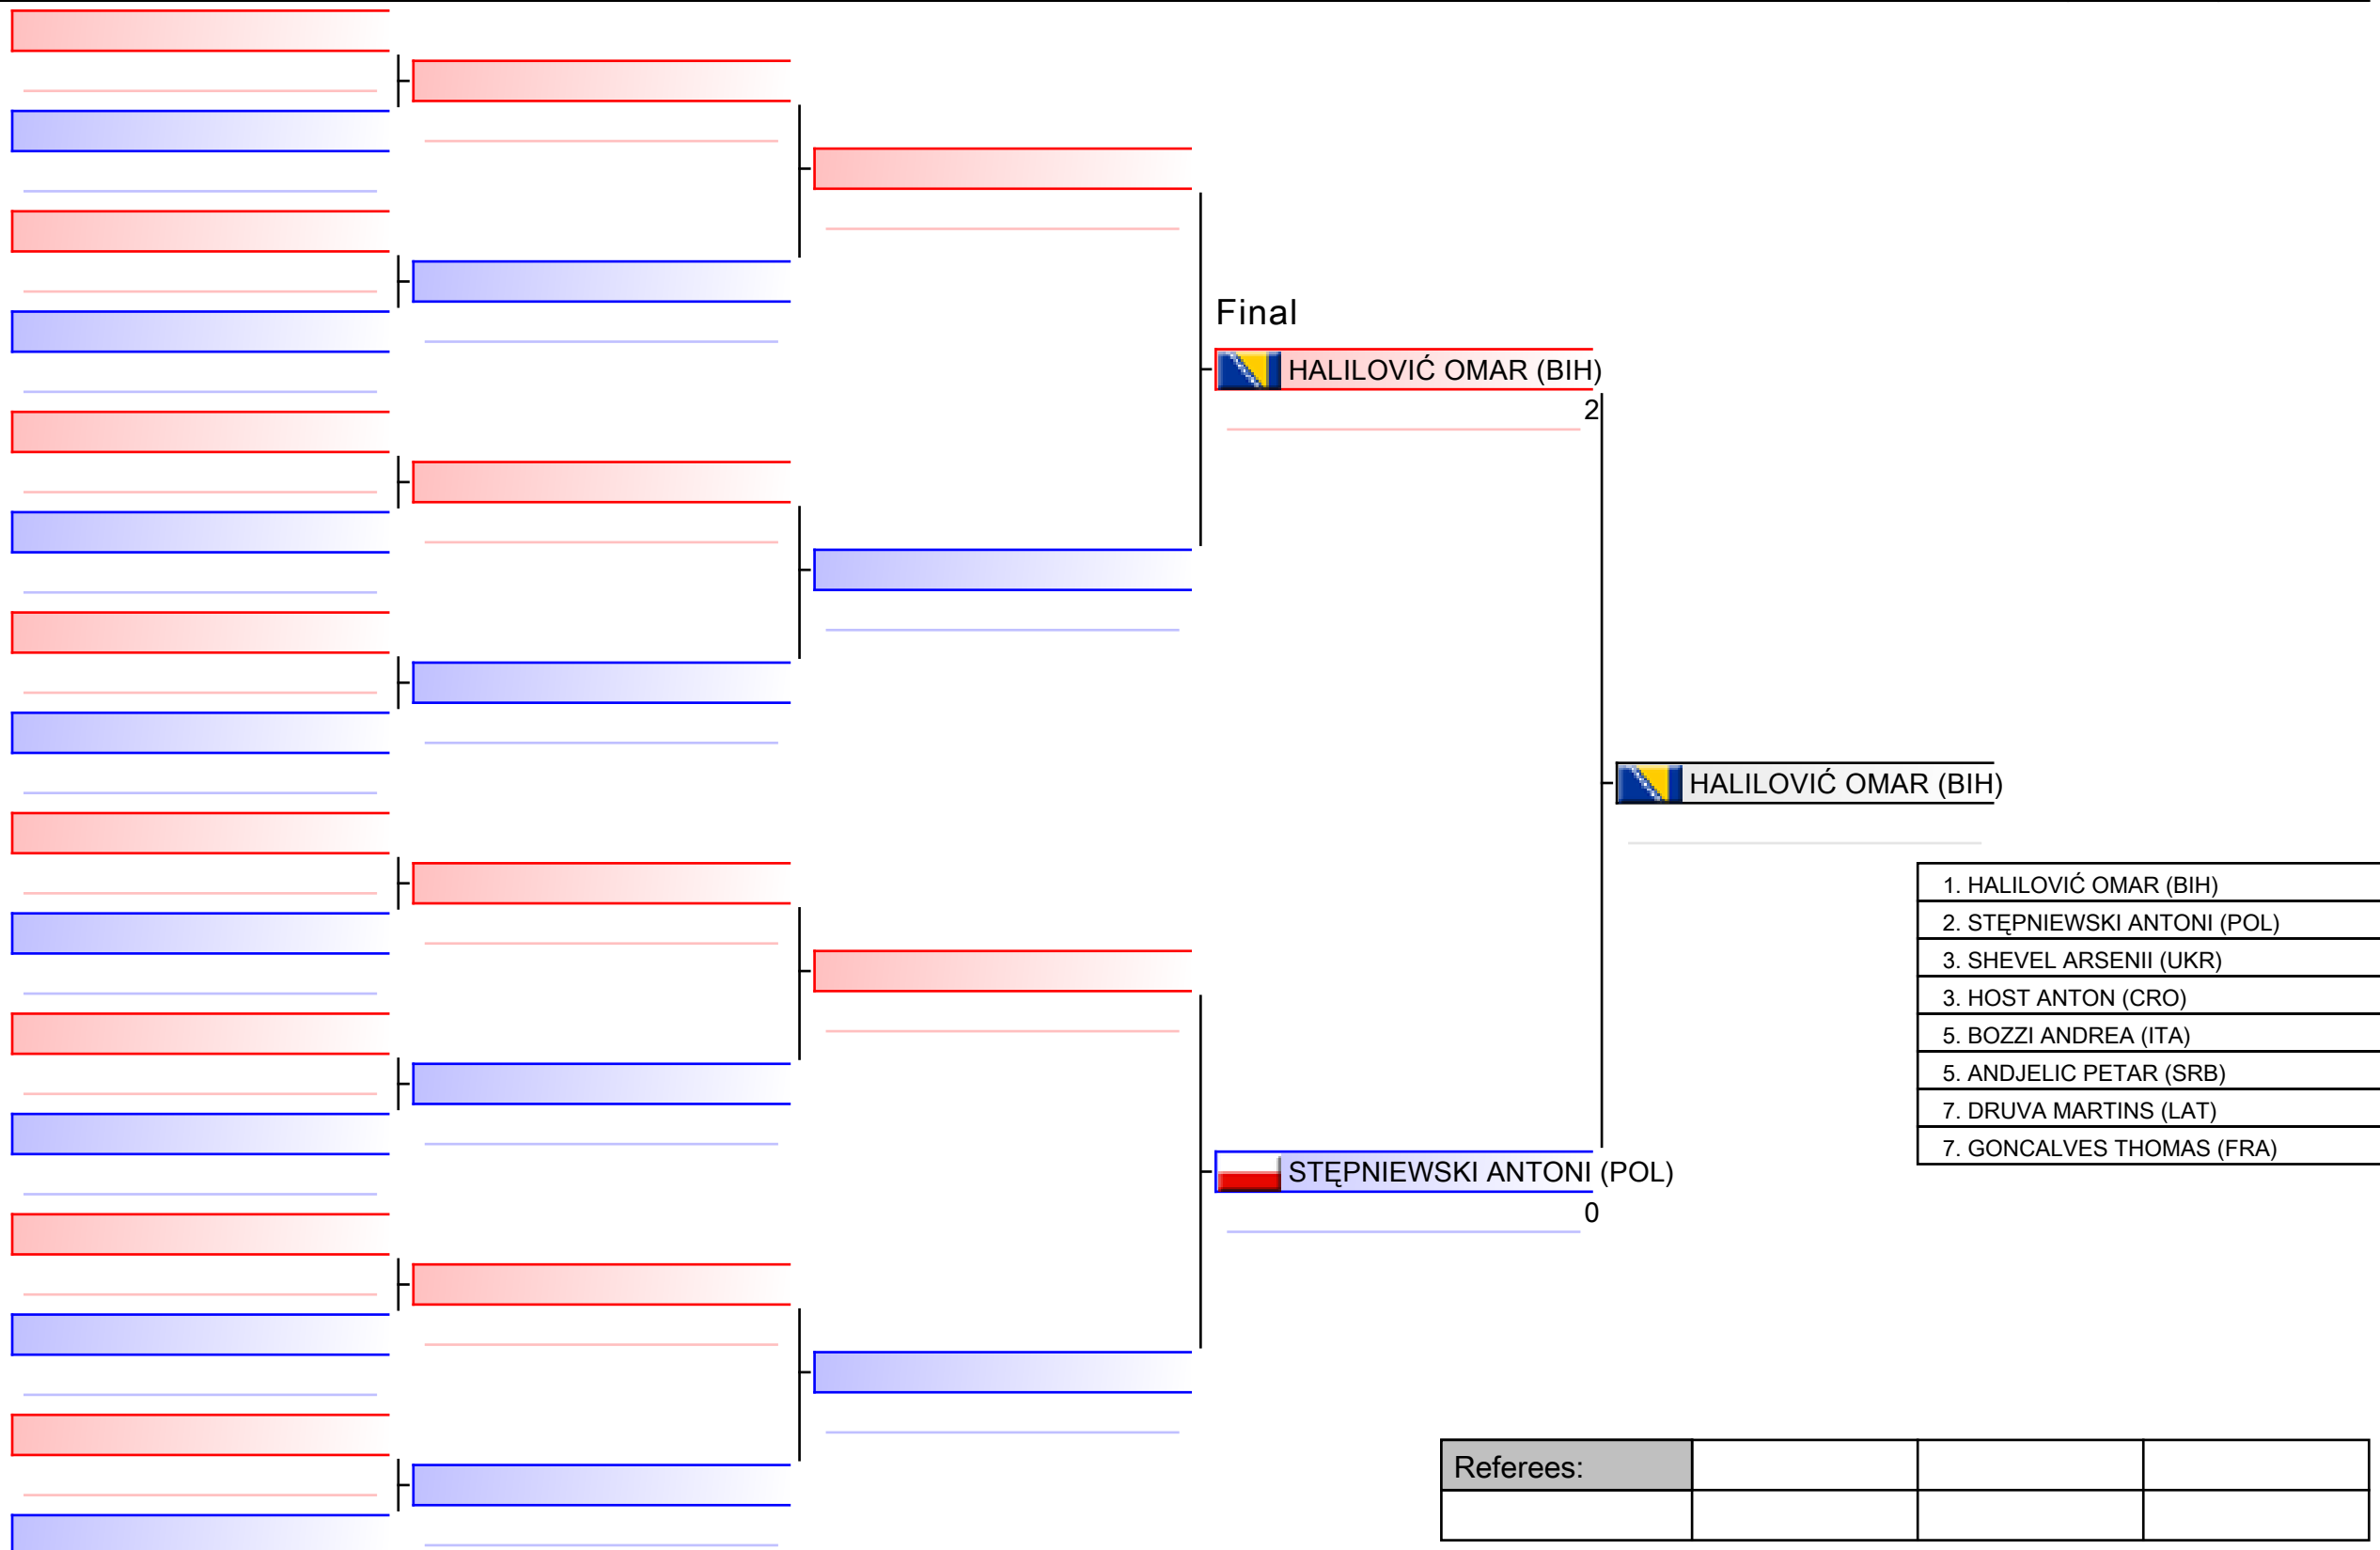 Final
HALILOVIĆ OMAR (BIH)
2
HALILOVIĆ OMAR (BIH)
1. HALILOVIĆ OMAR (BIH)
2. STĘPNIEWSKI ANTONI (POL)
3. SHEVEL ARSENII (UKR)
3. HOST ANTON (CRO)
5. BOZZI ANDREA (ITA)
5. ANDJELIC PETAR (SRB)
7. DRUVA MARTINS (LAT)
7. GONCALVES THOMAS (FRA)
STĘPNIEWSKI ANTONI (POL)
0
Referees: